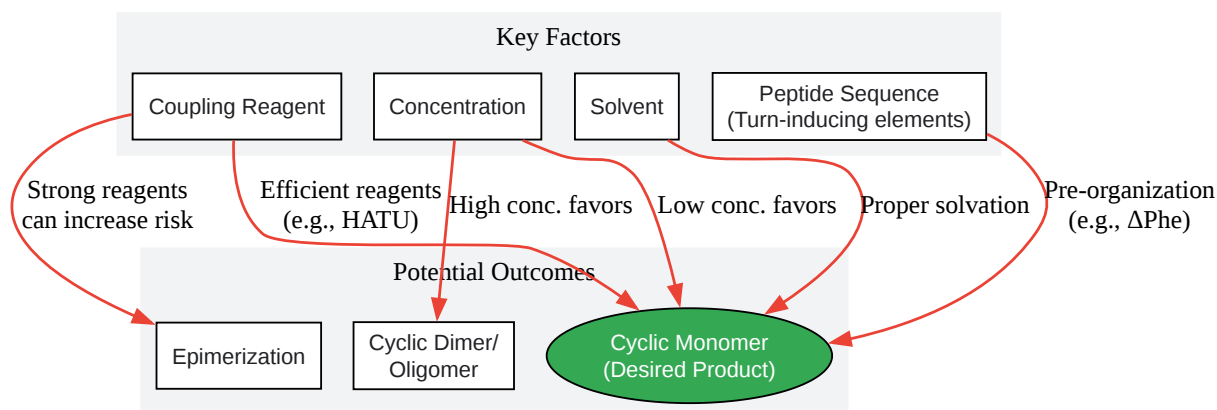 Key Factors
Coupling Reagent
Concentration
Solvent
Peptide Sequence
(Turn-inducing elements)
Strong reagents
can increase risk
Efficient reagents
(e.g., HATU)
High conc. favors
Low conc. favors
Proper solvation
Pre-organization
(e.g., ΔPhe)
Potential Outcomes
Epimerization
Cyclic Dimer/
Oligomer
Cyclic Monomer
(Desired Product)